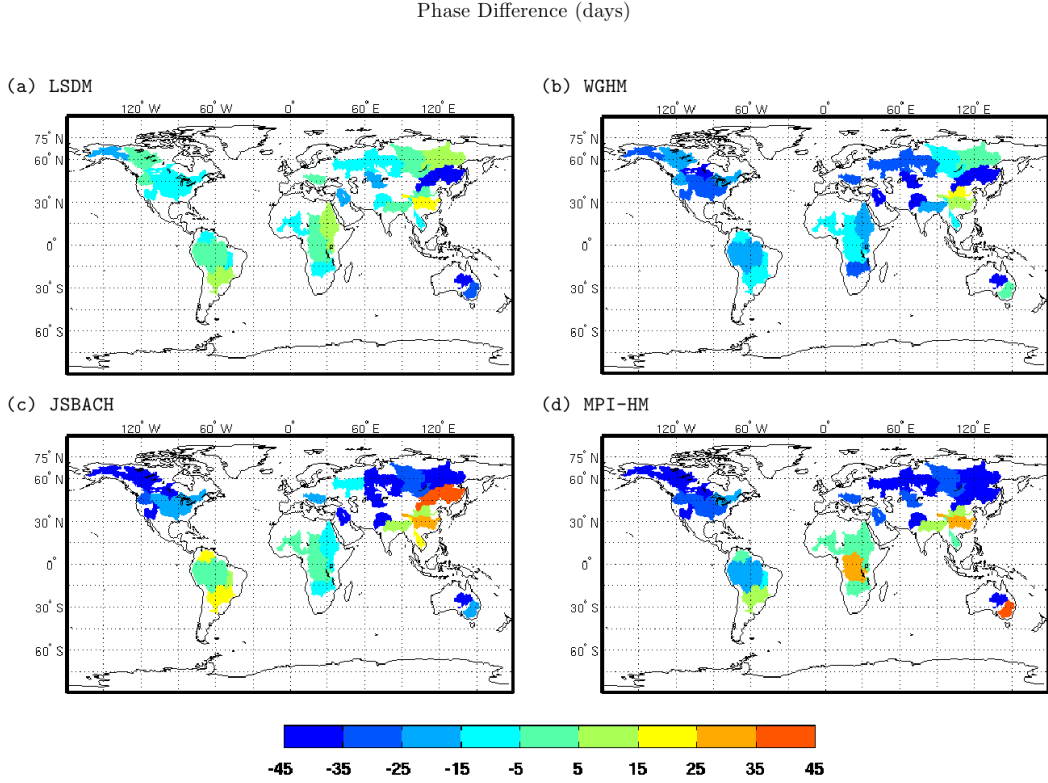 Phase Difference (days)
(a) LSDM
(b) WGHM
120° W 60° W 0° 60° E 120° E
120° W 60° W 0° 60° E 120° E
75° N
60° N
30° N
0°
30° S
60° S
75° N
60° N
30° N
0°
30° S
60° S
(c) JSBACH
(d) MPI-HM
120° W 60° W 0° 60° E 120° E
120° W 60° W 0° 60° E 120° E
75° N
60° N
30° N
0°
30° S
60° S
75° N
60° N
30° N
0°
30° S
60° S
-45 -35 -25 -15 -5 5 15 25 35 45